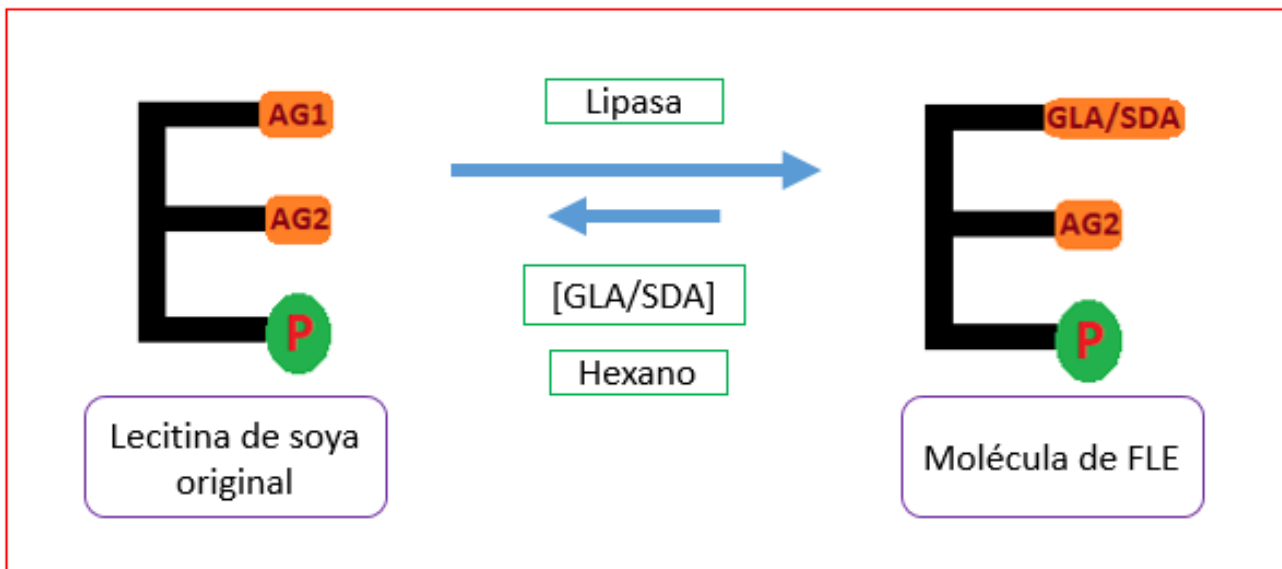 AG1
AG2
P
Lecitina de soya
original
Lipasa
[GLA/SDA]
Hexano
GLA/SDA
AG2
P
Molécula de FLE